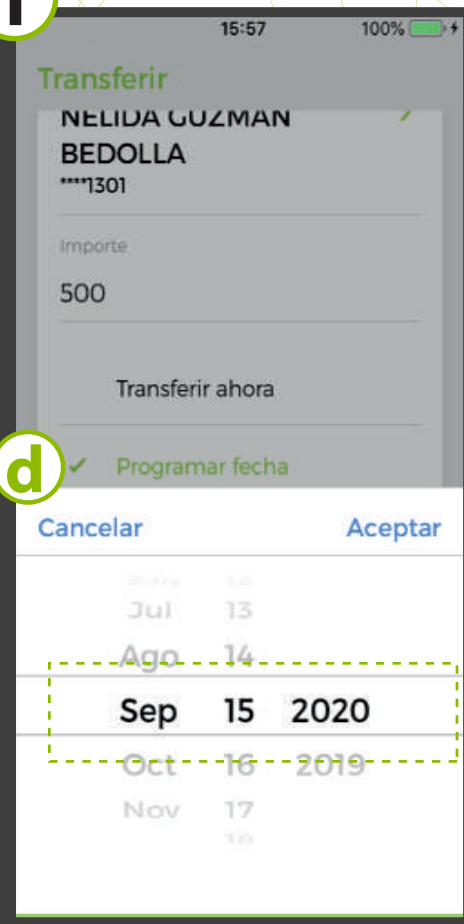 15:57 100%
Transferir
NELIDA GUZMAN
BEDOLLA
****1301
Importe
500
Transferir ahora
d
Programar fecha
Cancelar Aceptar
Jul 13
Ago 14
Sep 15 2020
Oct 16 2019
Nov 17